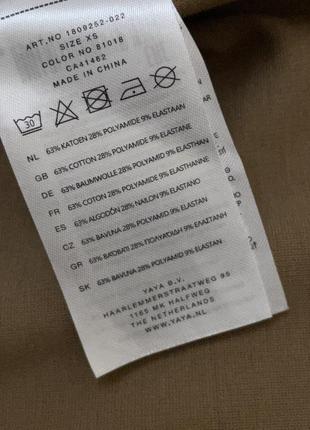 ART.NO 1809252-022
SIZE XS
COLOR NO 81018
CA41462
MADE IN CHINA
30
NL 63% KATOEN 28% POLYAMIDE 9% ELASTAAN
GB 63% COTTON 28% POLYAMIDE 9% ELASTANE
DE 63% BAUMWOLLE 28% POLYAMID 9% ELASTHAN
FR 63% COTON 28% POLYAMIDE 9% ELASTHANNE
ES 63% ALGODÓN 28% NAILON 9% ELASTANO
CZ 63% BAVLNA 28% POLYAMID 9% ELASTAN
GR 63% 28% 9%
SK 63% BAVLNA 28% POLYAMID 9% ELASTAN
YAYA B.V.
HAARLEMMERSTRAATWEG 95
1165 MK HALFWEG
THE NETHERLANDS
WWW.YAYA.NL